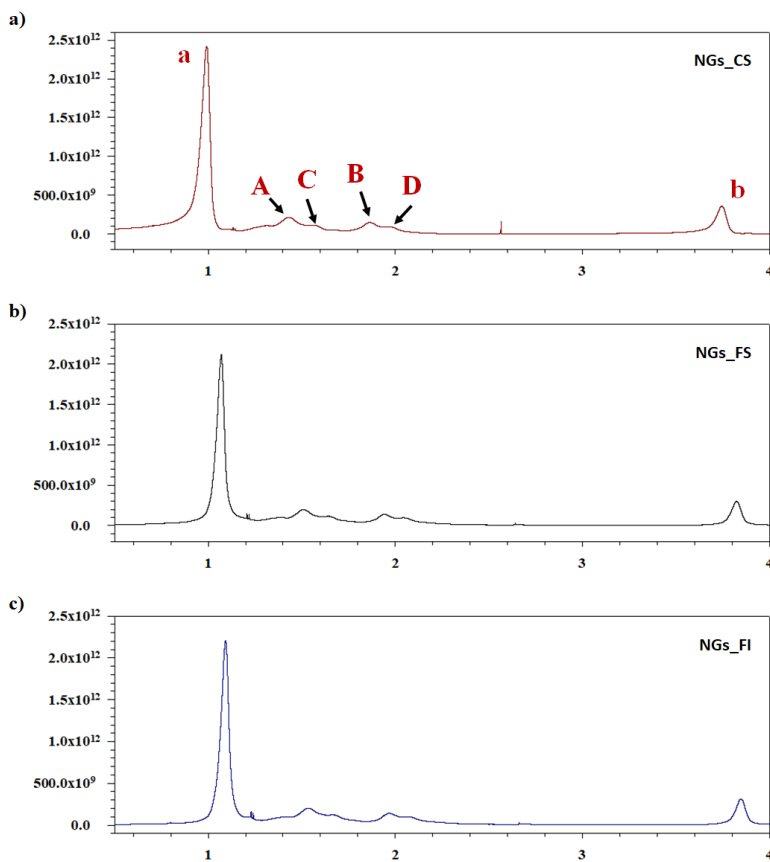 a)
2.5x10¹²
2.0x10¹²
1.5x10¹²
1.0x10¹²
500.0x10⁹
0.0
a
A
C
B
D
b
NGs_CS
1 2 3 4
b)
2.5x10¹²
2.0x10¹²
1.5x10¹²
1.0x10¹²
500.0x10⁹
0.0
NGs_FS
1 2 3 4
c)
2.5x10¹²
2.0x10¹²
1.5x10¹²
1.0x10¹²
500.0x10⁹
0.0
NGs_FI
1 2 3 4